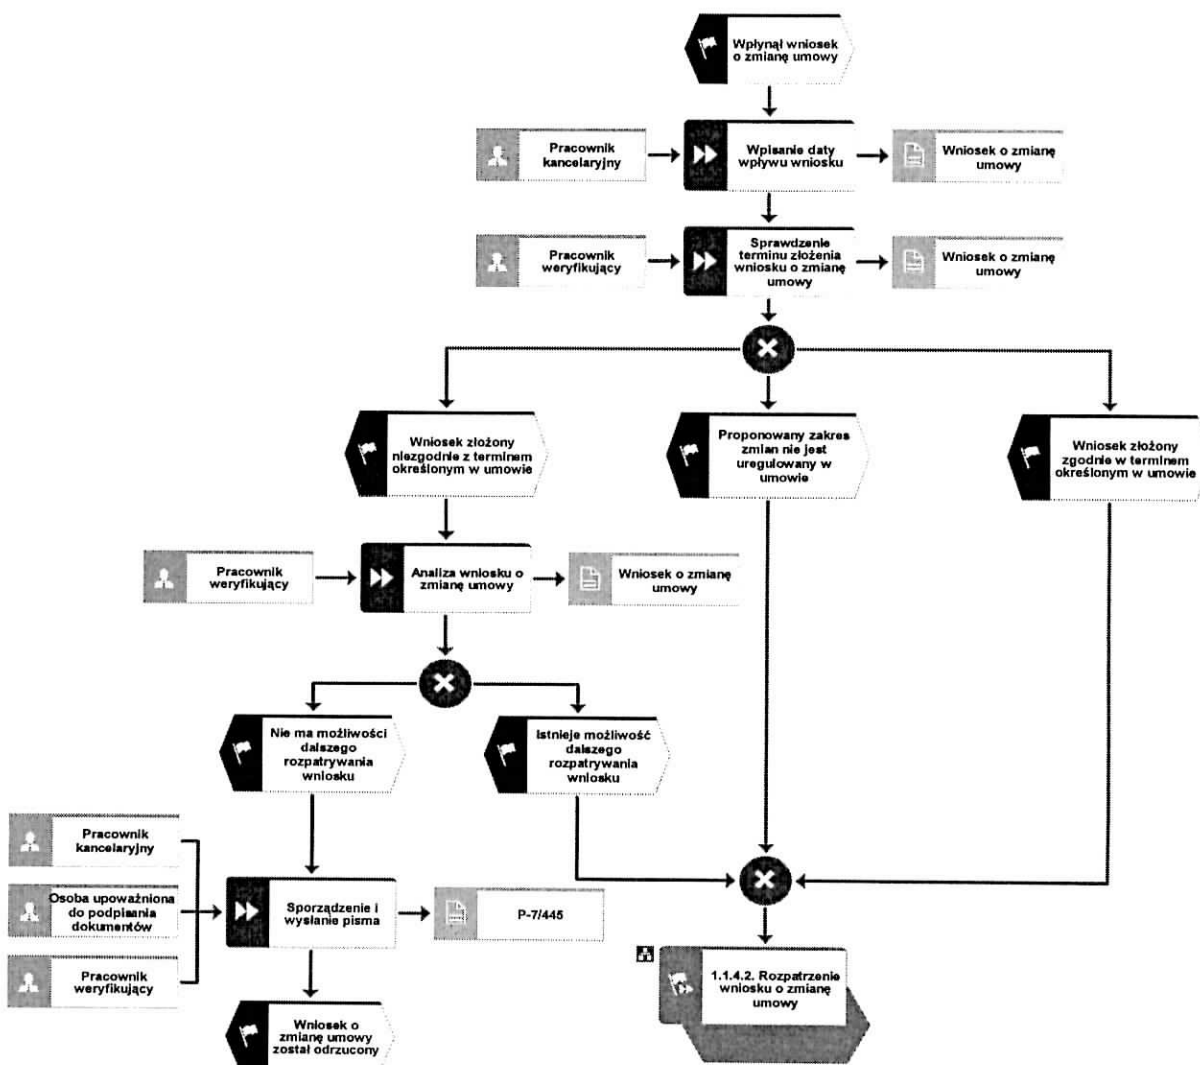 Wpłynął wniosek
o zmianę umowy
Pracownik
kancelaryjny
Wpisanie daty
wpływu wniosku
Wniosek o zmianę
umowy
Pracownik
weryfikujący
Sprawdzenie
terminu złożenia
wniosku o zmianę
umowy
Wniosek o zmianę
umowy
Wniosek złożony
niezgodnie z terminem
określonym w umowie
Proponowany zakres
zmian nie jest
uregulowany w
umowie
Wniosek złożony
zgodnie w terminem
określonym w umowie
Pracownik
weryfikujący
Analiza wniosku o
zmianę umowy
Wniosek o zmianę
umowy
Nie ma możliwości
dalszego
rozpatrywania
wniosku
Istnieje możliwość
dalszego
rozpatrywania
wniosku
Pracownik
kancelaryjny
Osoba upoważniona
do podpisania
dokumentów
Pracownik
weryfikujący
Sporządzenie i
wysłanie pisma
P-7/445
Wniosek o
zmianę umowy
został odrzucony
1.1.4.2. Rozpatrzenie
wniosku o zmianę
umowy